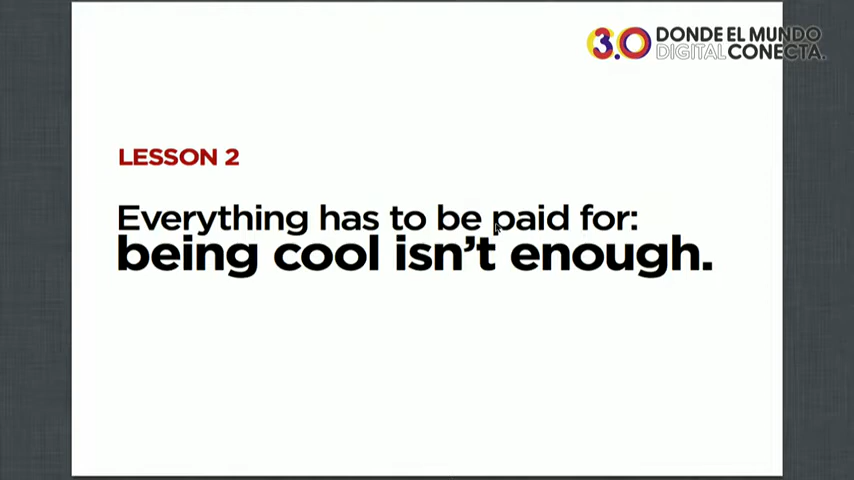 3.0 DONDE EL MUNDO
DIGITAL CONECTA.
LESSON 2
Everything has to be paid for:
being cool isn't enough.